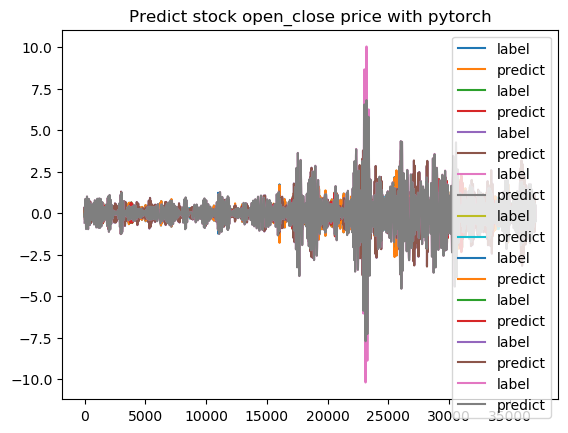 Predict stock open_close price with pytorch
10.0
7.5
5.0
2.5
0.0
−2.5
−5.0
−7.5
−10.0
0
5000
10000
15000
20000
25000
30000
35000
label
predict
label
predict
label
predict
label
predict
label
predict
label
predict
label
predict
label
predict
label
predict